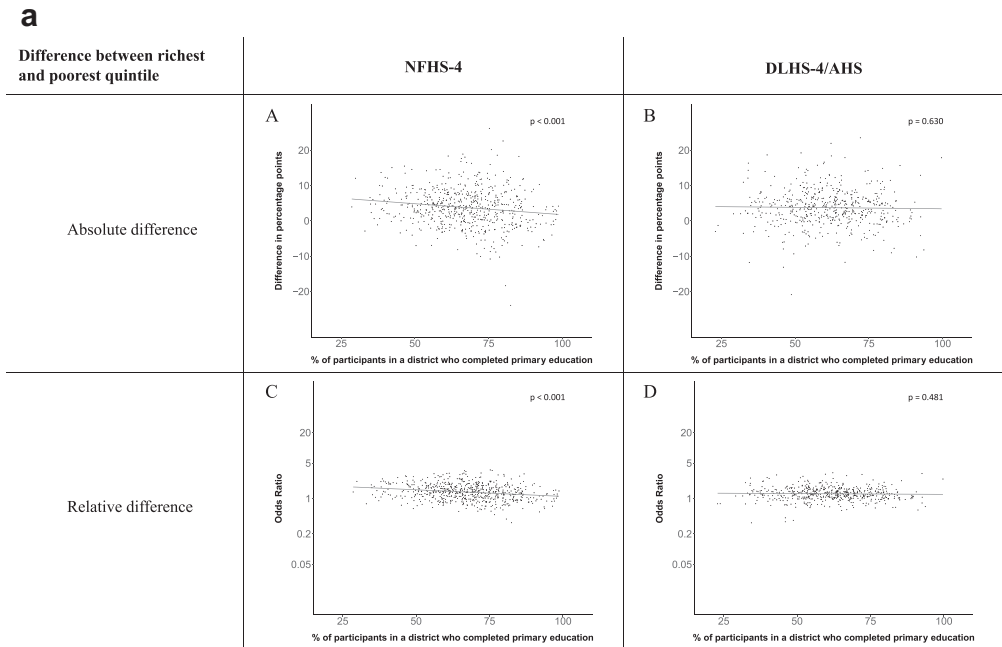 a
Difference between richest
and poorest quintile
NFHS-4
DLHS-4/AHS
Absolute difference
A
p < 0.001
Difference in percentage points
20
10
0
−10
−20
25 50 75 100
% of participants in a district who completed primary education
B
p = 0.630
Difference in percentage points
20
10
0
−10
−20
25 50 75 100
% of participants in a district who completed primary education
Relative difference
C
p < 0.001
Odds Ratio
20
5
1
0.2
0.05
25 50 75 100
% of participants in a district who completed primary education
D
p = 0.481
Odds Ratio
20
5
1
0.2
0.05
25 50 75 100
% of participants in a district who completed primary education